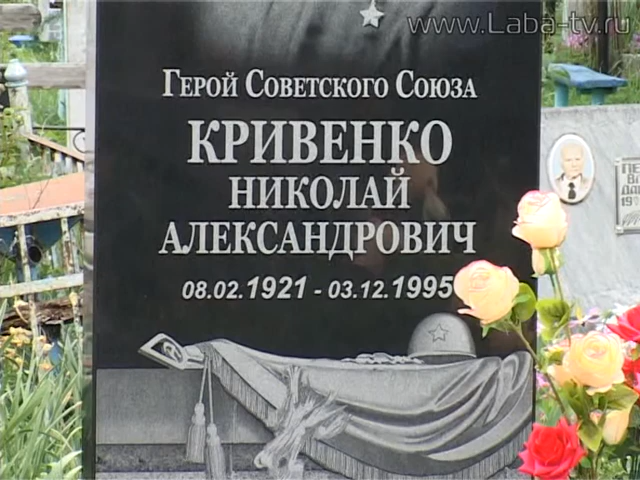 www.Laba-tv.ru
Герой Советского Союза
КРИВЕНКО
НИКОЛАЙ
АЛЕКСАНДРОВИЧ
08.02.1921 - 03.12.1995